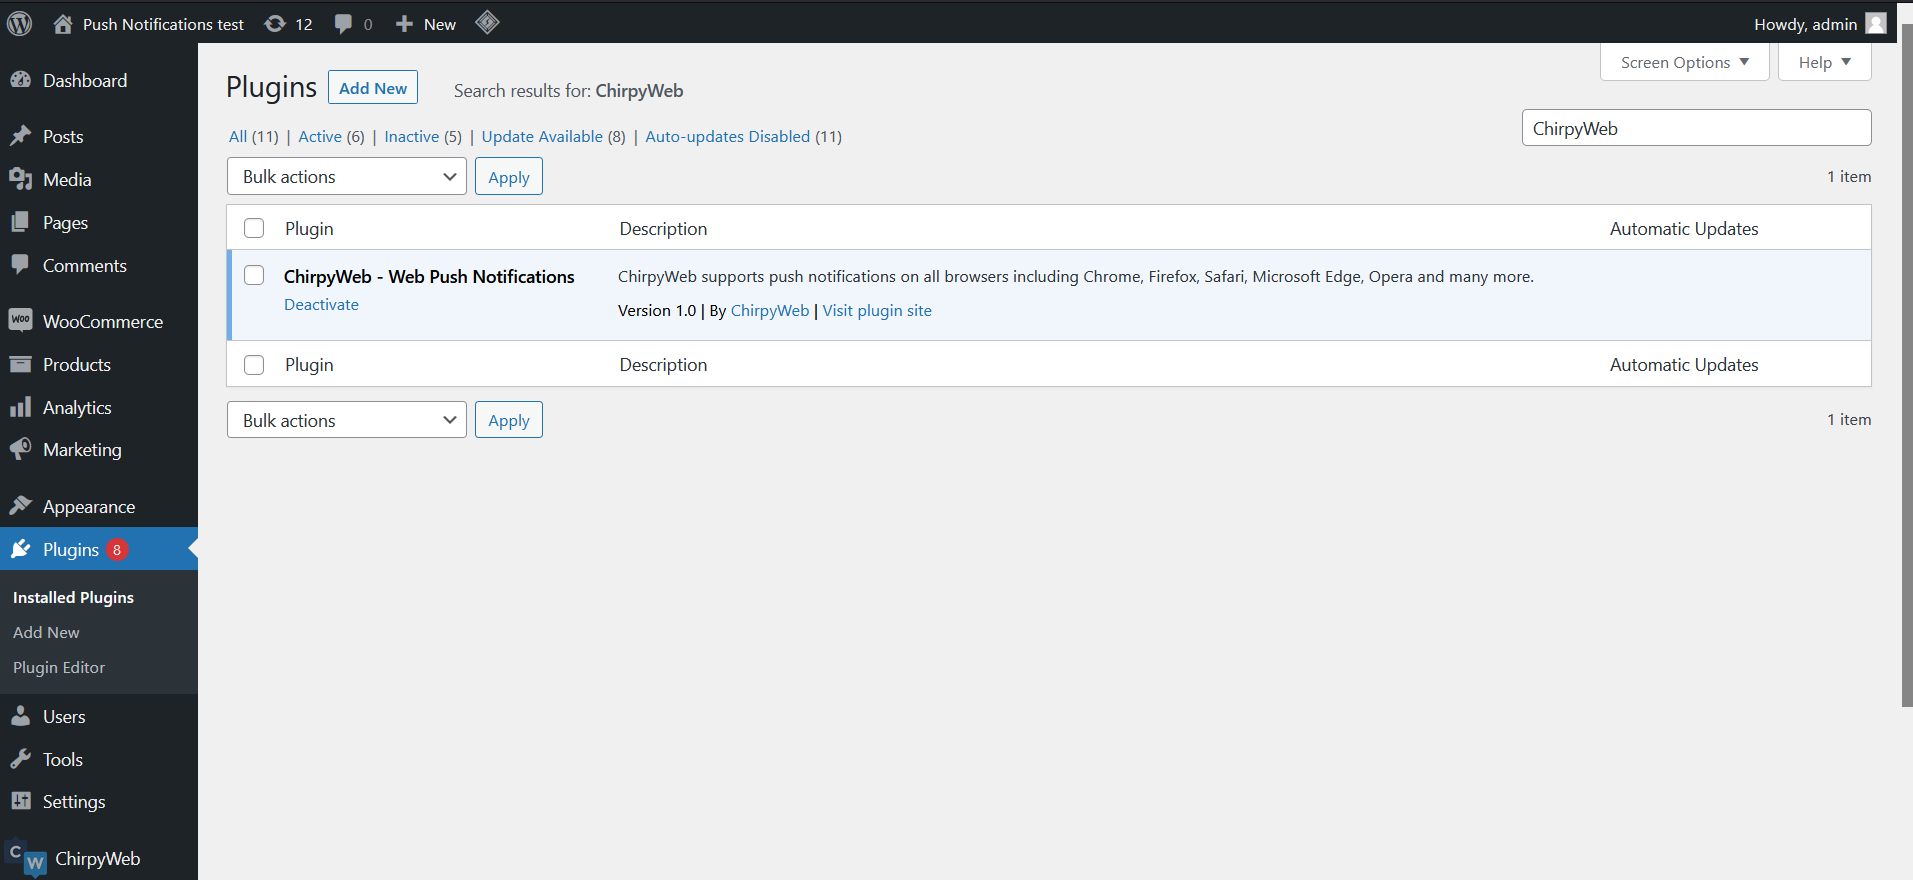 Push Notifications test 12 0 New Howdy, admin
Dashboard
Posts
Media
Pages
Comments
WOO WooCommerce
Products
Analytics
Marketing
Appearance
Plugins 8
Installed Plugins
Add New
Plugin Editor
Users
Tools
Settings
C W ChirpyWeb
Screen Options Help
Plugins Add New Search results for: ChirpyWeb
All (11) | Active (6) | Inactive (5) | Update Available (8) | Auto-updates Disabled (11)
ChirpyWeb
Bulk actions Apply 1 item
Plugin Description Automatic Updates
ChirpyWeb - Web Push Notifications ChirpyWeb supports push notifications on all browsers including Chrome, Firefox, Safari, Microsoft Edge, Opera and many more.
Deactivate Version 1.0 | By ChirpyWeb | Visit plugin site
Plugin Description Automatic Updates
Bulk actions Apply 1 item